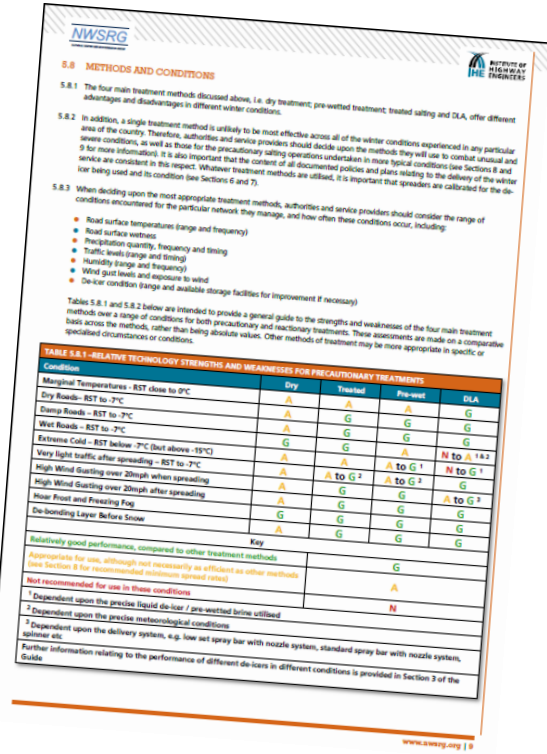 NWSRG
INSTITUTE OF
HIGHWAY
ENGINEERS
IHE
5.8 METHODS AND CONDITIONS
5.8.1 The four main treatment methods discussed above, i.e. dry treatment; pre-wetted treatment; treated salting and DLA, offer different
advantages and disadvantages in different winter conditions.
5.8.2 In addition, a single treatment method is unlikely to be most effective across all of the winter conditions experienced in any particular
area of the country. Therefore, authorities and service providers should decide upon the methods they will use to combat unusual and
severe conditions, as well as those for the precautionary salting operations undertaken in more typical conditions (see Sections 8 and
9 for more information). It is also important that the content of all documented policies and plans relating to the delivery of the winter
service are consistent in this respect. Whatever treatment methods are utilised, it is important that spreaders are calibrated for the de-
icer being used and its condition (see Sections 6 and 7).
5.8.3 When deciding upon the most appropriate treatment methods, authorities and service providers should consider the range of
conditions encountered for the particular network they manage, and how often these conditions occur, including:
• Road surface temperatures (range and frequency)
• Road surface wetness
• Precipitation quantity, frequency and timing
• Traffic levels (range and timing)
• Humidity (range and frequency)
• Wind gust levels and exposure to wind
• De-icer condition (range and available storage facilities for improvement if necessary)
Tables 5.8.1 and 5.8.2 below are intended to provide a general guide to the strengths and weaknesses of the four main treatment
methods over a range of conditions for both precautionary and reactionary treatments. These assessments are made on a comparative
basis across the methods, rather than being absolute values. Other methods of treatment may be more appropriate in specific or
specialised circumstances or conditions.
TABLE 5.8.1 –RELATIVE TECHNOLOGY STRENGTHS AND WEAKNESSES FOR PRECAUTIONARY TREATMENTS
Condition Dry Treated Pre-wet DLA
Marginal Temperatures - RST close to 0ºC A A A G
Dry Roads– RST to -7ºC A G G G
Damp Roads – RST to -7ºC A G G G
Wet Roads – RST to -7ºC G G A N to A 1 & 2
Extreme Cold – RST below -7ºC (but above -15ºC) A A A to G 1 N to G 1
Very light traffic after spreading – RST to -7ºC A A to G 2 A to G 2 G
High Wind Gusting over 20mph when spreading A G G A to G 3
High Wind Gusting over 20mph after spreading A G G G
Hoar Frost and Freezing Fog G G G G
De-bonding Layer Before Snow A G G G
Key
Relatively good performance, compared to other treatment methods G
Appropriate for use, although not necessarily as efficient as other methods
(see Section 8 for recommended minimum spread rates) A
Not recommended for use in these conditions N
1 Dependent upon the precise liquid de-icer / pre-wetted brine utilised
2 Dependent upon the precise meteorological conditions
3 Dependent upon the delivery system, e.g. low set spray bar with nozzle system, standard spray bar with nozzle system,
spinner etc
Further information relating to the performance of different de-icers in different conditions is provided in Section 3 of the
Guide
www.nwsrg.org | 9